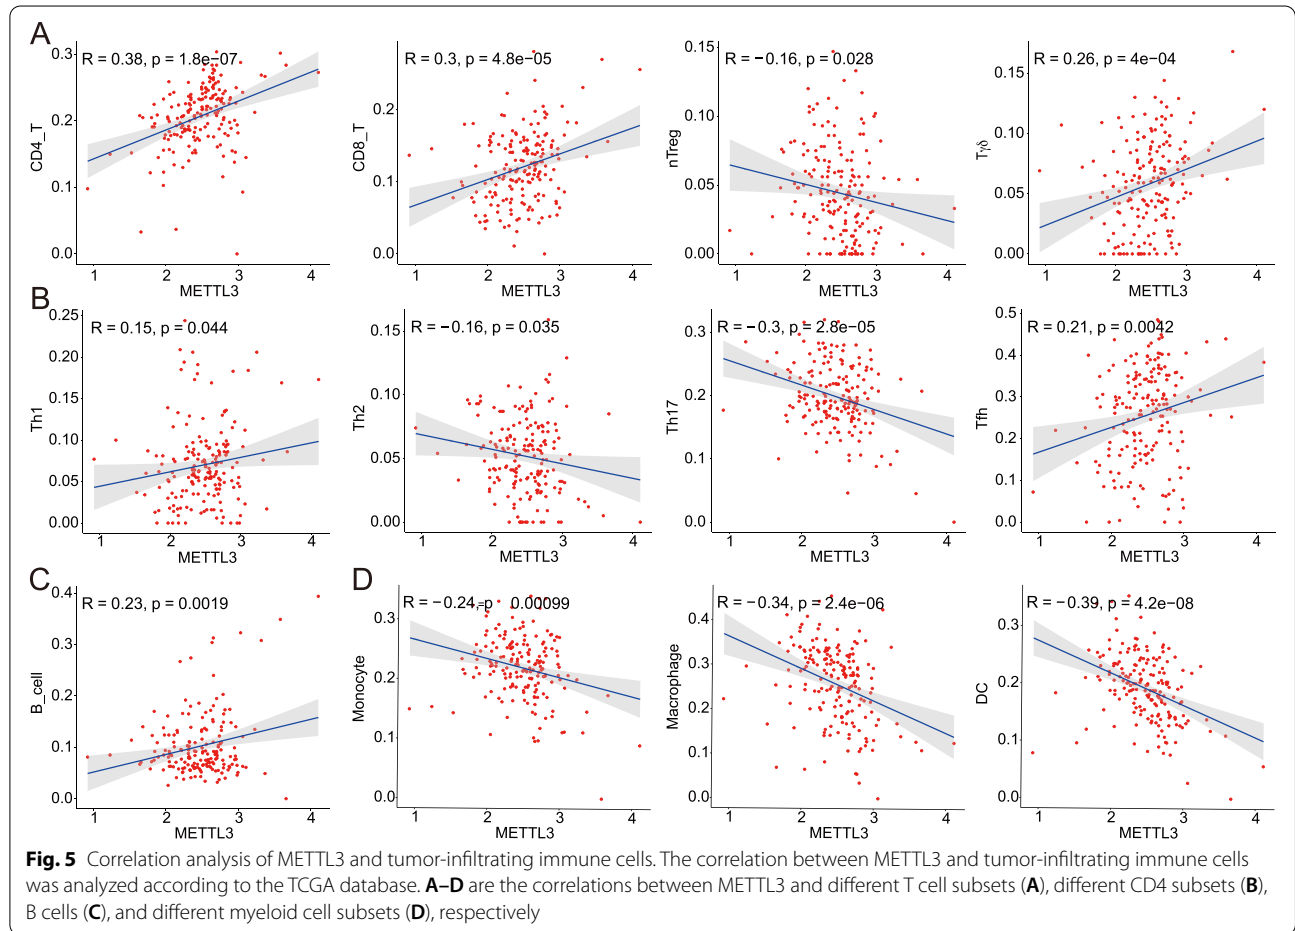 A
R = 0.38, p = 1.8e−07
R = 0.3, p = 4.8e−05
R = −0.16, p = 0.028
R = 0.26, p = 4e−04
CD4_T
0.3
0.2
0.1
0.0
1 2 3 4
METTL3
CD8_T
0.2
0.1
0.0
1 2 3 4
METTL3
nTreg
0.15
0.10
0.05
0.00
1 2 3 4
METTL3
Tγδ
0.15
0.10
0.05
0.00
1 2 3 4
METTL3
B
R = 0.15, p = 0.044
R = −0.16, p = 0.035
R = −0.3, p = 2.8e−05
R = 0.21, p = 0.0042
Th1
0.25
0.20
0.15
0.10
0.05
0.00
1 2 3 4
METTL3
Th2
0.15
0.10
0.05
0.00
1 2 3 4
METTL3
Th17
0.3
0.2
0.1
0.00
1 2 3 4
METTL3
Tfh
0.5
0.4
0.3
0.2
0.1
0.0
1 2 3 4
METTL3
C
R = 0.23, p = 0.0019
B_cell
0.4
0.3
0.2
0.1
0.0
1 2 3 4
METTL3
D
R = −0.24, p = 0.00099
R = −0.34, p = 2.4e−06
R = −0.39, p = 4.2e−08
Monocyte
0.3
0.2
0.1
0.0
1 2 3 4
METTL3
Macrophage
0.4
0.3
0.2
0.1
0.0
1 2 3 4
METTL3
DC
0.3
0.2
0.1
0.0
1 2 3 4
METTL3
Fig. 5 Correlation analysis of METTL3 and tumor-infiltrating immune cells. The correlation between METTL3 and tumor-infiltrating immune cells
was analyzed according to the TCGA database. A–D are the correlations between METTL3 and different T cell subsets (A), different CD4 subsets (B),
B cells (C), and different myeloid cell subsets (D), respectively